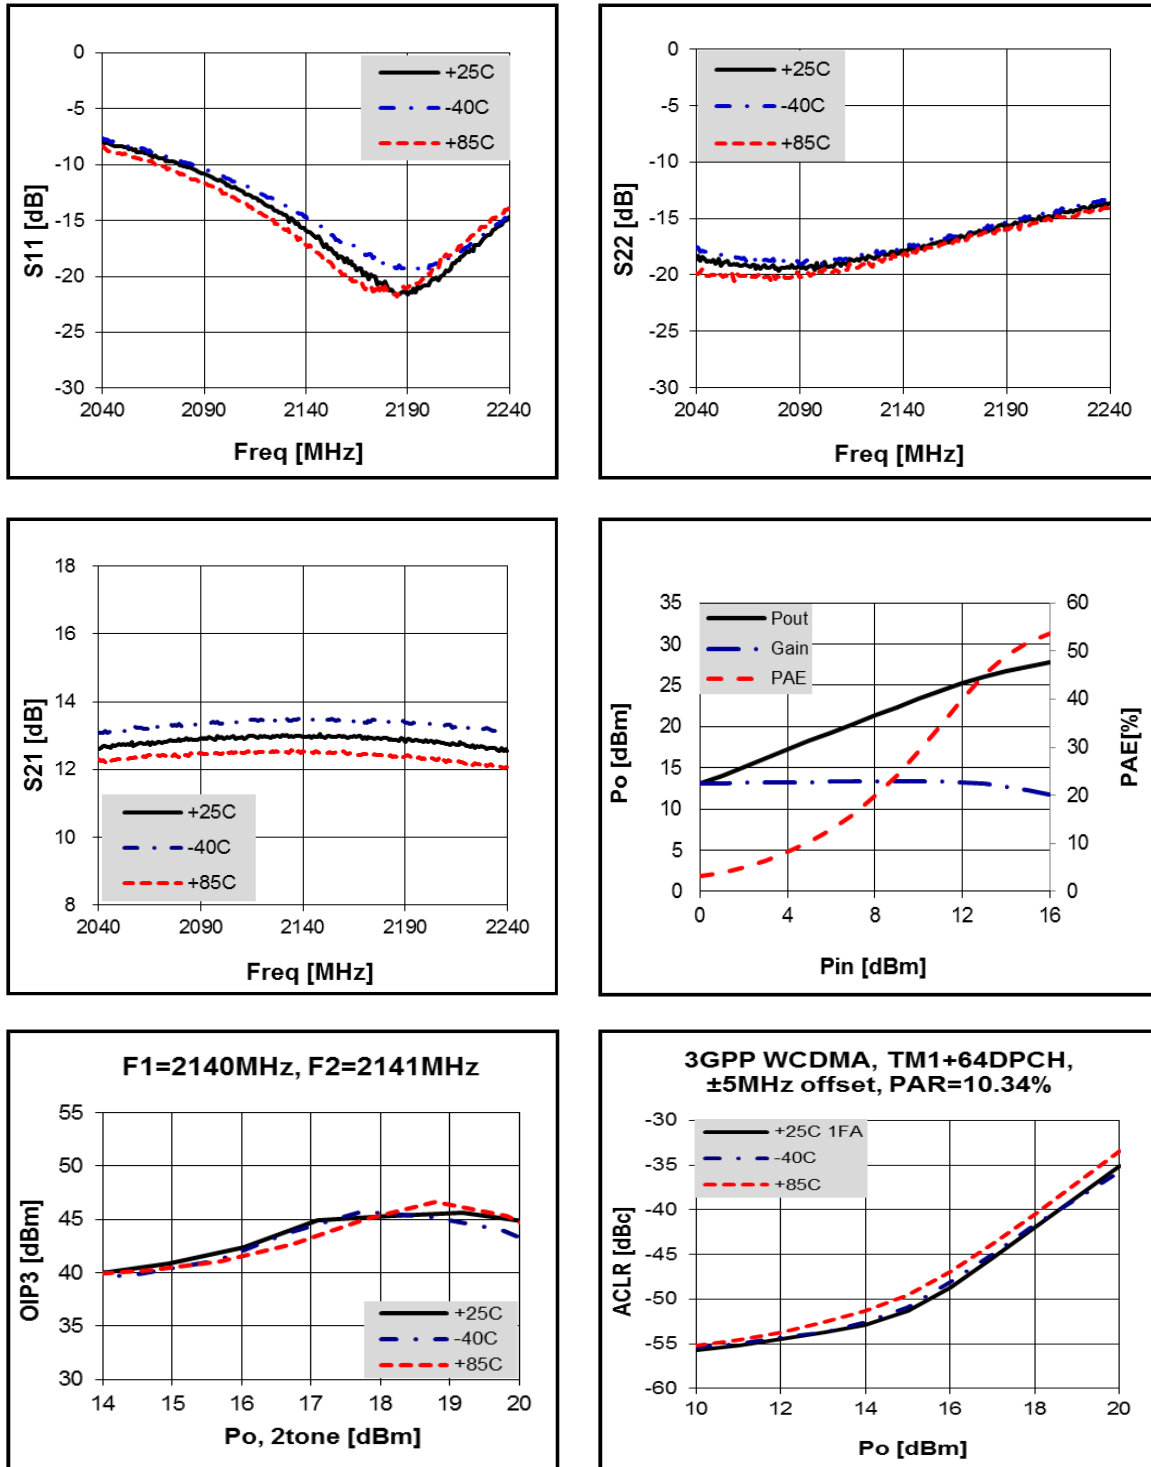 0
-5
-10
-15
-20
-25
-30
S11 [dB]
+25C
-40C
+85C
2040 2090 2140 2190 2240
Freq [MHz]
0
-5
-10
-15
-20
-25
-30
S22 [dB]
+25C
-40C
+85C
2040 2090 2140 2190 2240
Freq [MHz]
18
16
14
12
10
8
S21 [dB]
+25C
-40C
+85C
2040 2090 2140 2190 2240
Freq [MHz]
35
30
25
20
15
10
5
0
Po [dBm]
Pout
Gain
PAE
60
50
40
30
20
10
0
PAE[%]
0 4 8 12 16
Pin [dBm]
F1=2140MHz, F2=2141MHz
55
50
45
40
35
30
OIP3 [dBm]
+25C
-40C
+85C
14 15 16 17 18 19 20
Po, 2tone [dBm]
3GPP WCDMA, TM1+64DPCH,
±5MHz offset, PAR=10.34%
-30
-35
-40
-45
-50
-55
-60
ACLR [dBc]
+25C 1FA
-40C
+85C
10 12 14 16 18 20
Po [dBm]